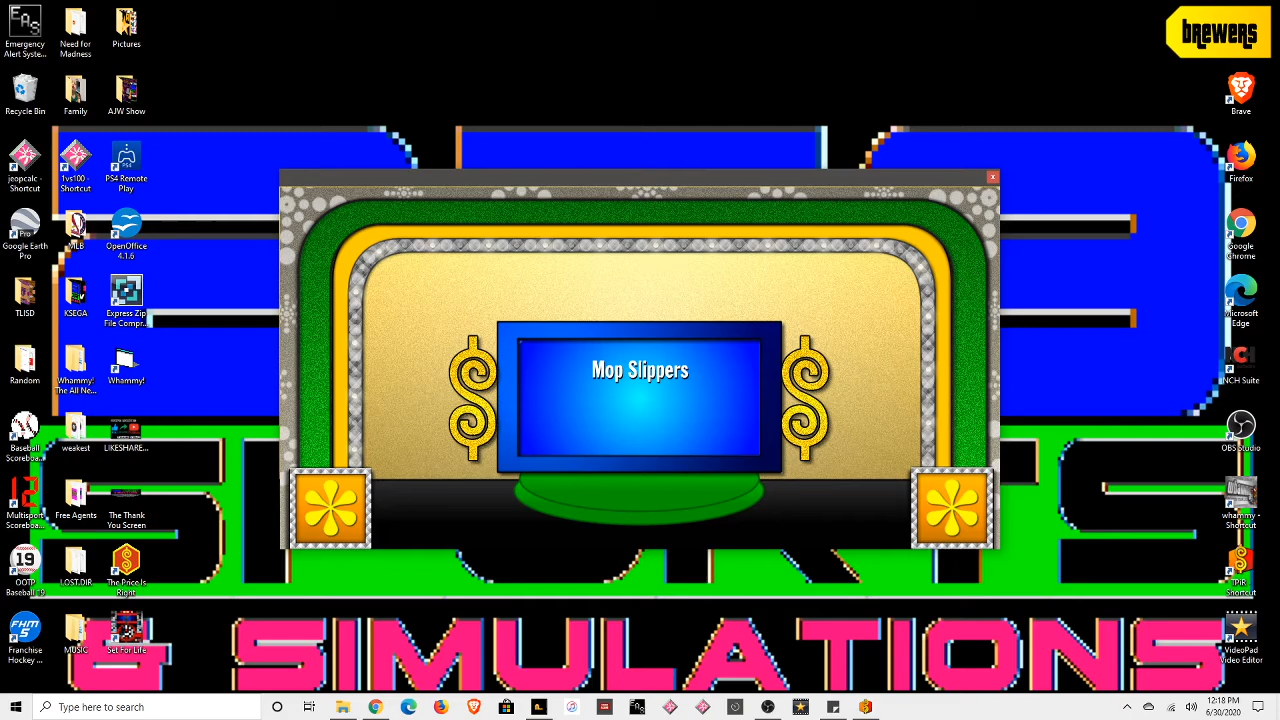 Emergency
Alert Syste...
Need for
Madness
Pictures
brewers
Recycle Bin
Family
AJW Show
Brave
jeopcalc -
Shortcut
1vs100 -
Shortcut
PS4 Remote
Play
Firefox
Google Earth
Pro
MLB
OpenOffice
4.1.6
Google
Chrome
TLISD
KSEGA
Express Zip
File Compr...
Microsoft
Edge
Mop Slippers
Random
Whammy!
The All Ne...
Whammy!
NCH Suite
Baseball
Scoreboa...
weakest
LIKESHARE...
OBS Studio
Multisport
Scoreboa...
Free Agents
The Thank
You Screen
whammy -
Shortcut
OOTP
Baseball 19
LOST.DIR
The Price Is
Right
TPiR
Shortcut
Franchise
Hockey ...
MUSIC
Set For Life
VideoPad
Video Editor
& SIMULATIONS
Type here to search
12:18 PM
6/30/2020